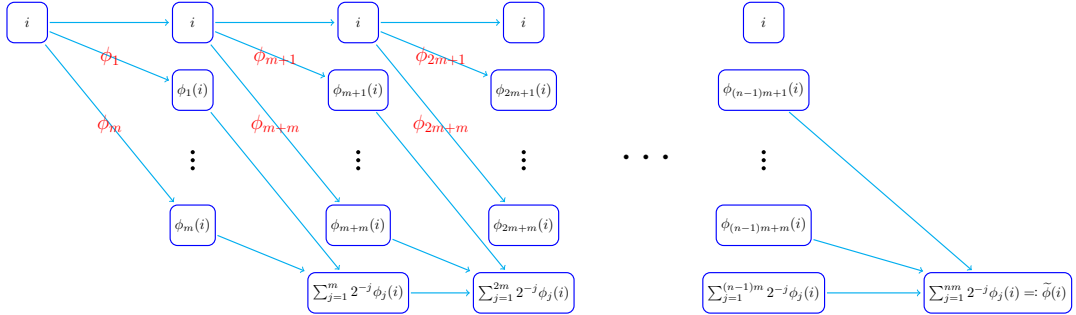 i i i i i
ϕ₁ ϕ_{m+1} ϕ_{2m+1}
ϕ₁(i) ϕ_{m+1}(i) ϕ_{2m+1}(i) ϕ_{(n−1)m+1}(i)
ϕ_m ϕ_{m+m} ϕ_{2m+m}
⋮ ⋮ ⋮ ⋯ ⋮
ϕ_m(i) ϕ_{m+m}(i) ϕ_{2m+m}(i) ϕ_{(n−1)m+m}(i)
∑_{j=1}^{m} 2^{−j}ϕ_j(i) ∑_{j=1}^{2m} 2^{−j}ϕ_j(i) ∑_{j=1}^{(n−1)m} 2^{−j}ϕ_j(i) ∑_{j=1}^{nm} 2^{−j}ϕ_j(i) =: ϕ̃(i)